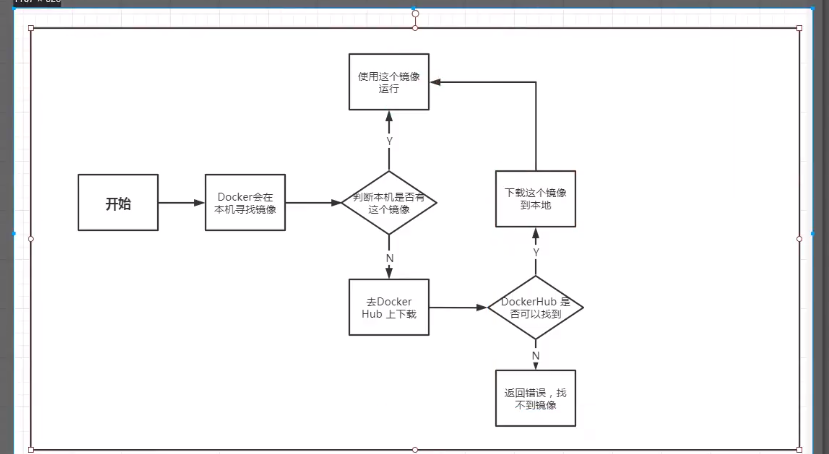 使用这个镜像
运行
Y
开始
Docker会在
本机寻找镜像
判断本机是否有
这个镜像
下载这个镜像
到本地
N
Y
去Docker
Hub 上下载
DockerHub 是
否可以找到
N
返回错误，找
不到镜像